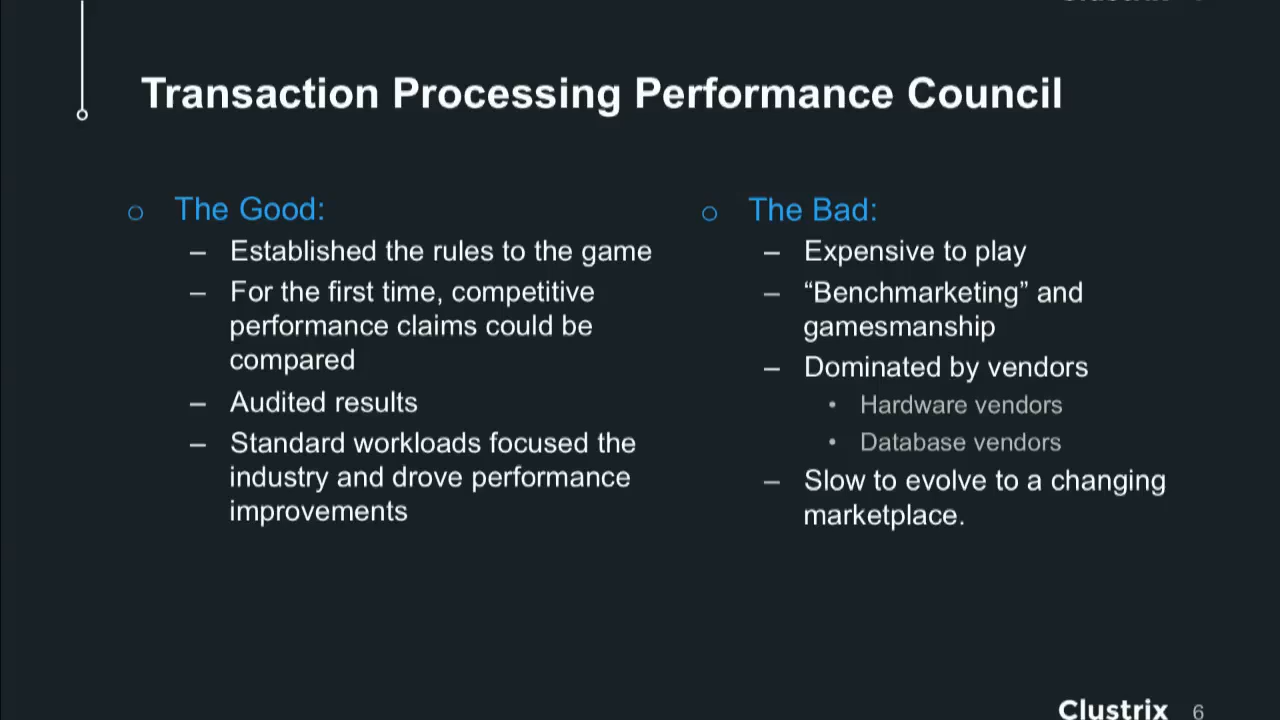 Transaction Processing Performance Council
○ The Good:
– Established the rules to the game
– For the first time, competitive
performance claims could be
compared
– Audited results
– Standard workloads focused the
industry and drove performance
improvements
○ The Bad:
– Expensive to play
– “Benchmarketing” and
gamesmanship
– Dominated by vendors
• Hardware vendors
• Database vendors
– Slow to evolve to a changing
marketplace.
Clustrix 6